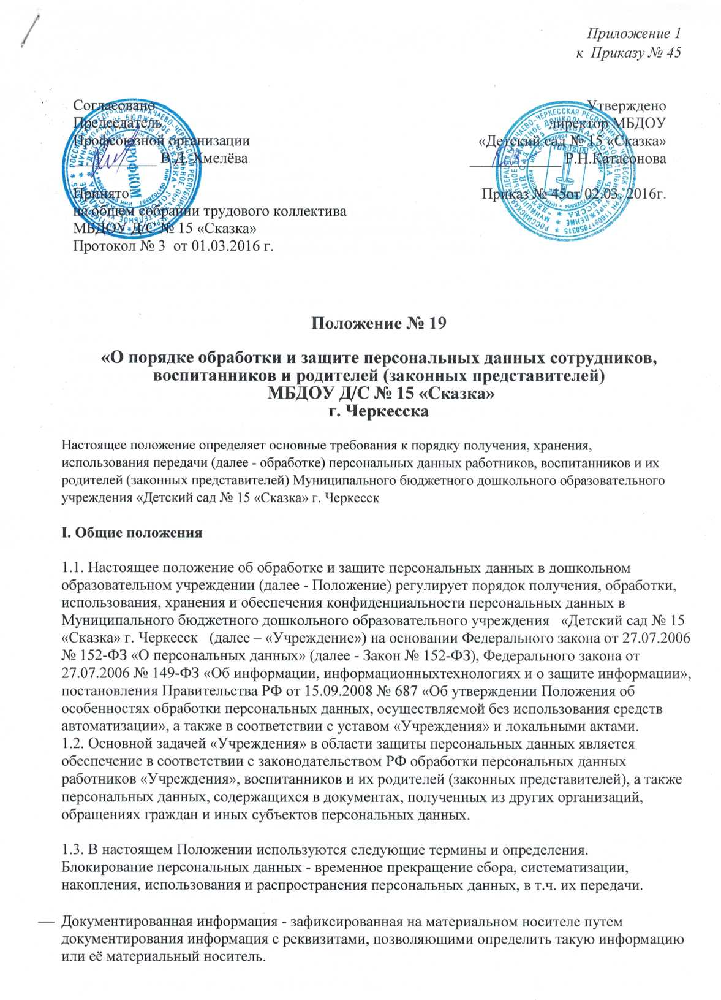 Приложение 1
к Приказу № 45
Согласовано
Председатель
Профсоюзной организации
____________ В.Д. Хмелёва
Принято
на общем собрании трудового коллектива
МБДОУ Д/С № 15 «Сказка»
Протокол № 3 от 01.03.2016 г.
Утверждено
директор МБДОУ
«Детский сад № 15 «Сказка»
____________ Р.Н.Катасонова
Приказ № 45от 02.03. 2016г.
ПРОФКОМ
Положение № 19
«О порядке обработки и защите персональных данных сотрудников,
воспитанников и родителей (законных представителей)
МБДОУ Д/С № 15 «Сказка»
г. Черкесска
Настоящее положение определяет основные требования к порядку получения, хранения,
использования передачи (далее - обработке) персональных данных работников, воспитанников и их
родителей (законных представителей) Муниципального бюджетного дошкольного образовательного
учреждения «Детский сад № 15 «Сказка» г. Черкесск
I. Общие положения
1.1. Настоящее положение об обработке и защите персональных данных в дошкольном
образовательном учреждении (далее - Положение) регулирует порядок получения, обработки,
использования, хранения и обеспечения конфиденциальности персональных данных в
Муниципального бюджетного дошкольного образовательного учреждения «Детский сад № 15
«Сказка» г. Черкесск (далее – «Учреждение») на основании Федерального закона от 27.07.2006
№ 152-ФЗ «О персональных данных» (далее - Закон № 152-ФЗ), Федерального закона от
27.07.2006 № 149-ФЗ «Об информации, информационныхтехнологиях и о защите информации»,
постановления Правительства РФ от 15.09.2008 № 687 «Об утверждении Положения об
особенностях обработки персональных данных, осуществляемой без использования средств
автоматизации», а также в соответствии с уставом «Учреждения» и локальными актами.
1.2. Основной задачей «Учреждения» в области защиты персональных данных является
обеспечение в соответствии с законодательством РФ обработки персональных данных
работников «Учреждения», воспитанников и их родителей (законных представителей), а также
персональных данных, содержащихся в документах, полученных из других организаций,
обращениях граждан и иных субъектов персональных данных.
1.3. В настоящем Положении используются следующие термины и определения.
Блокирование персональных данных - временное прекращение сбора, систематизации,
накопления, использования и распространения персональных данных, в т.ч. их передачи.
— Документированная информация - зафиксированная на материальном носителе путем
документирования информация с реквизитами, позволяющими определить такую информацию
или её материальный носитель.